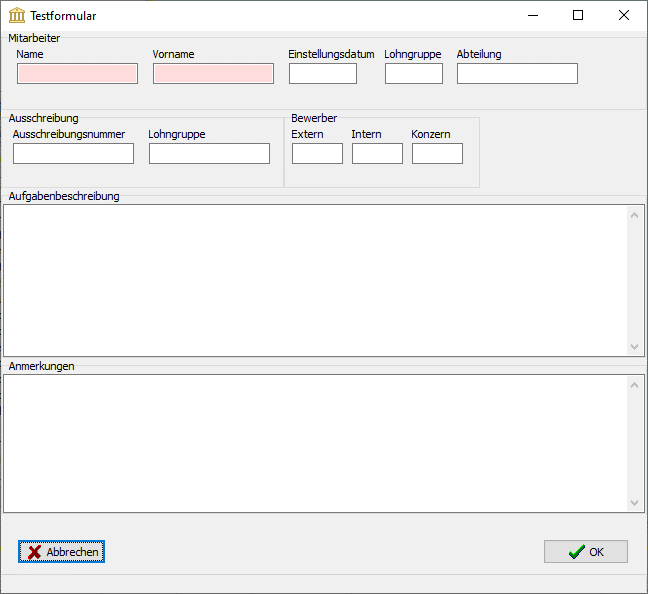 Testformular
Mitarbeiter
Name Vorname Einstellungsdatum Lohngruppe Abteilung
Ausschreibung Bewerber
Ausschreibungsnummer Lohngruppe Extern Intern Konzern
Aufgabenbeschreibung
Anmerkungen
Abbrechen OK